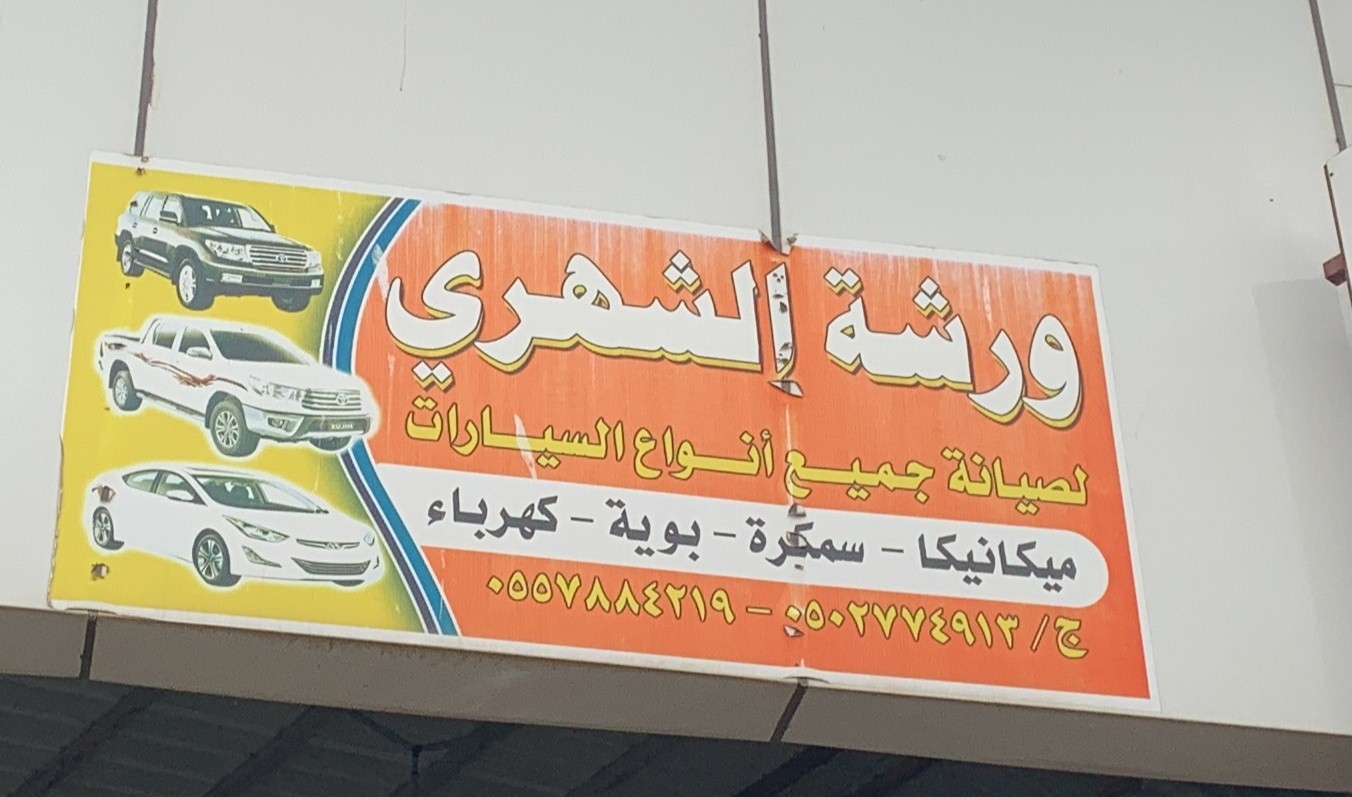 ورشة الشهري
لصيانة جميع أنواع السيارات
ميكانيكا - سمكرة - بوية - كهرباء
ج / ٠٥٠٢٧٧٤٩١٣ - ٠٥٥٧٨٨٤٢١٩